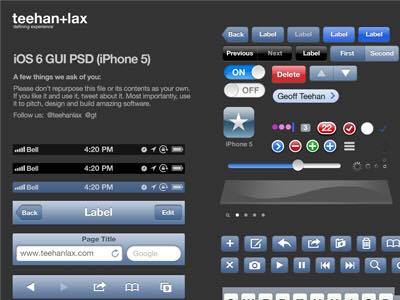 teehan+lax
defining experience
iOS 6 GUI PSD (iPhone 5)
A few things we ask of you:
Please don't repurpose this file or its contents as your own.
If you like it and use it, tweet about it. Most importantly, use
it to pitch, design and build amazing software.
Follow us: @teehanlax @gt
Bell 4:20 PM
Bell 4:20 PM
Bell 4:20 PM
Back Label Edit
Page Title
www.teehanlax.com Google
Back Label Label Label Label
Previous Next Back Label First Second
ON Delete
OFF Geoff Teehan
iPhone 5
3 22